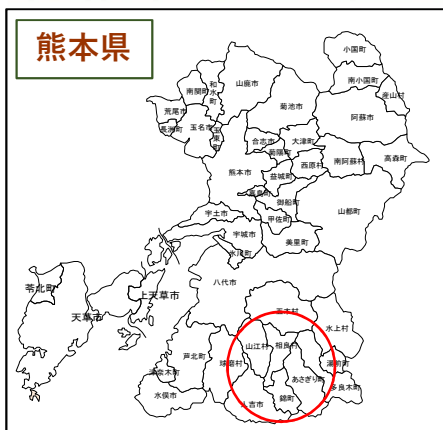 熊本県
小国町
南小国町
産山村
和水町
南関町
山鹿市
菊池市
阿蘇市
荒尾市
長洲町
玉名市
玉東町
合志市
大津町
菊陽町
西原村
南阿蘇村
高森町
熊本市
益城町
嘉島町
御船町
山都町
宇土市
甲佐町
宇城市
美里町
氷川町
八代市
苓北町
上天草市
天草市
五木村
水上村
芦北町
球磨村
山江村
相良村
湯前町
津奈木町
あさぎり町
多良木町
水俣市
錦町
人吉市